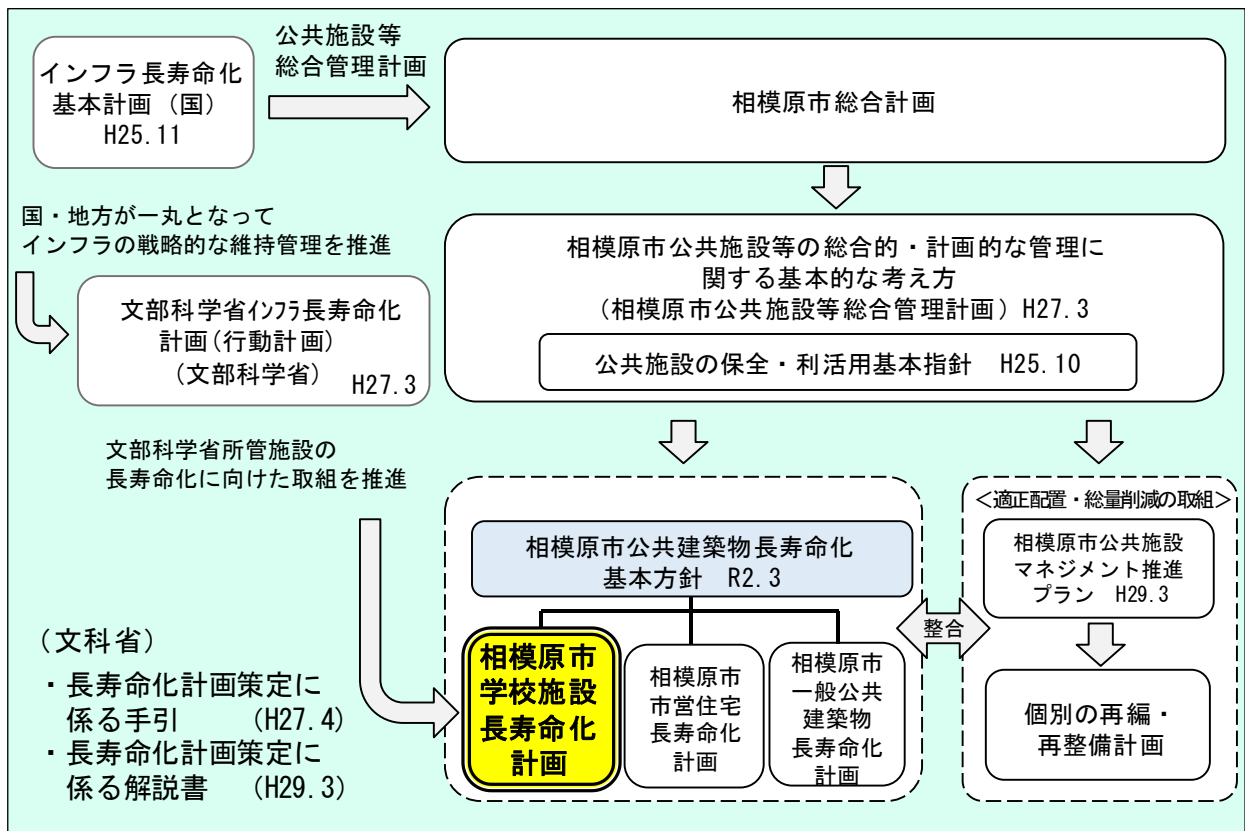 インフラ長寿命化
基本計画（国）
H25.11
公共施設等
総合管理計画
相模原市総合計画
国・地方が一丸となって
インフラの戦略的な維持管理を推進
文部科学省ｲﾝﾌﾗ長寿命化
計画(行動計画)
（文部科学省）
H27.3
相模原市公共施設等の総合的・計画的な管理に
関する基本的な考え方
（相模原市公共施設等総合管理計画）H27.3
公共施設の保全・利活用基本指針　H25.10
文部科学省所管施設の
長寿命化に向けた取組を推進
相模原市公共建築物長寿命化
基本方針　R2.3
相模原市
学校施設
長寿命化
計画
相模原市
市営住宅
長寿命化
計画
相模原市
一般公共
建築物
長寿命化
計画
整合
＜適正配置・総量削減の取組＞
相模原市公共施設
マネジメント推進
プラン　H29.3
個別の再編・
再整備計画
（文科省）
・長寿命化計画策定に
係る手引　　（H27.4）
・長寿命化計画策定に
係る解説書　（H29.3）